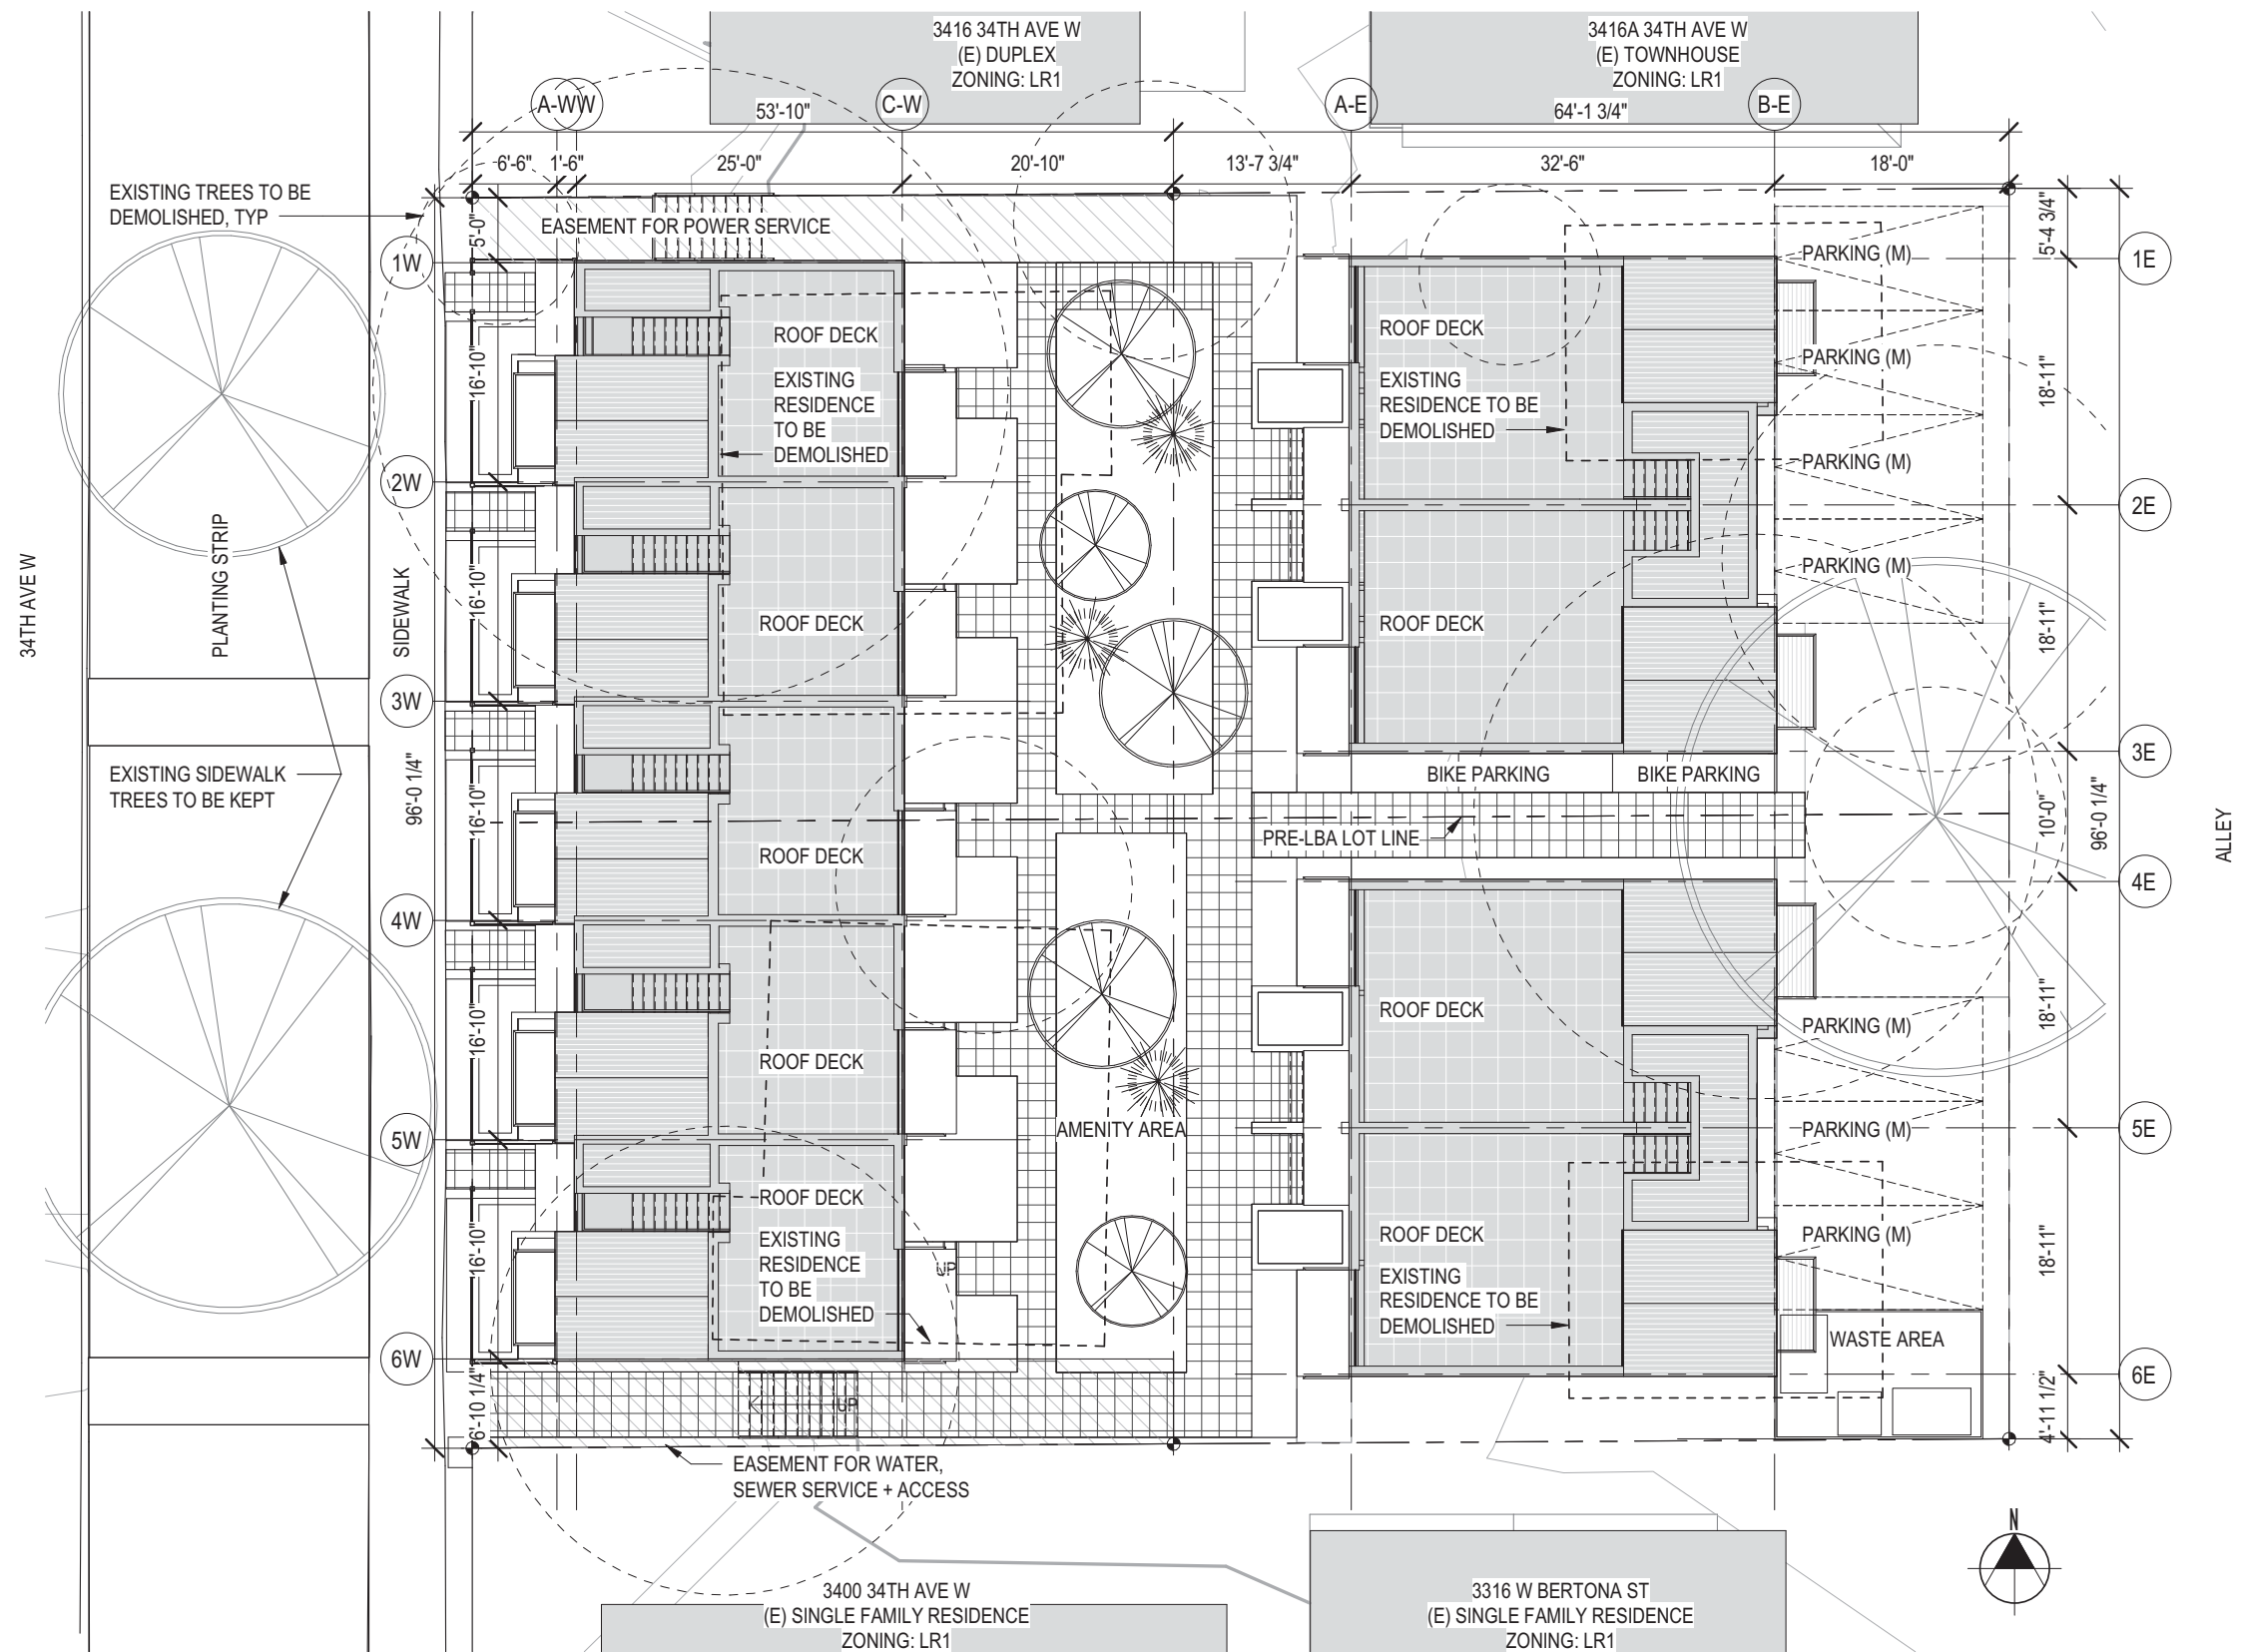 3416 34TH AVE W
(E) DUPLEX
ZONING: LR1
3416A 34TH AVE W
(E) TOWNHOUSE
ZONING: LR1
A-WW
C-W
A-E
B-E
53'-10"
64'-1 3/4"
6'-6"
1'-6"
25'-0"
20'-10"
13'-7 3/4"
32'-6"
18'-0"
EXISTING TREES TO BE
DEMOLISHED, TYP
EASEMENT FOR POWER SERVICE
5'-0"
5'-4 3/4"
1W
1E
PARKING (M)
ROOF DECK
ROOF DECK
16'-10"
PARKING (M)
18'-11"
EXISTING
RESIDENCE
TO BE
DEMOLISHED
EXISTING
RESIDENCE TO BE
DEMOLISHED
PARKING (M)
2W
2E
34TH AVE W
PLANTING STRIP
SIDEWALK
16'-10"
PARKING (M)
ROOF DECK
ROOF DECK
18'-11"
3W
3E
EXISTING SIDEWALK
TREES TO BE KEPT
96'-0 1/4"
16'-10"
BIKE PARKING
BIKE PARKING
PRE-LBA LOT LINE
10'-0"
96'-0 1/4"
ALLEY
ROOF DECK
4W
4E
ROOF DECK
PARKING (M)
18'-11"
16'-10"
ROOF DECK
AMENITY AREA
PARKING (M)
5W
5E
ROOF DECK
EXISTING
RESIDENCE
TO BE
DEMOLISHED
16'-10"
UP
ROOF DECK
PARKING (M)
EXISTING
RESIDENCE TO BE
DEMOLISHED
18'-11"
WASTE AREA
6W
6E
6'-10 1/4"
UP
4'-11 1/2"
EASEMENT FOR WATER,
SEWER SERVICE + ACCESS
N
3400 34TH AVE W
(E) SINGLE FAMILY RESIDENCE
ZONING: LR1
3316 W BERTONA ST
(E) SINGLE FAMILY RESIDENCE
ZONING: LR1